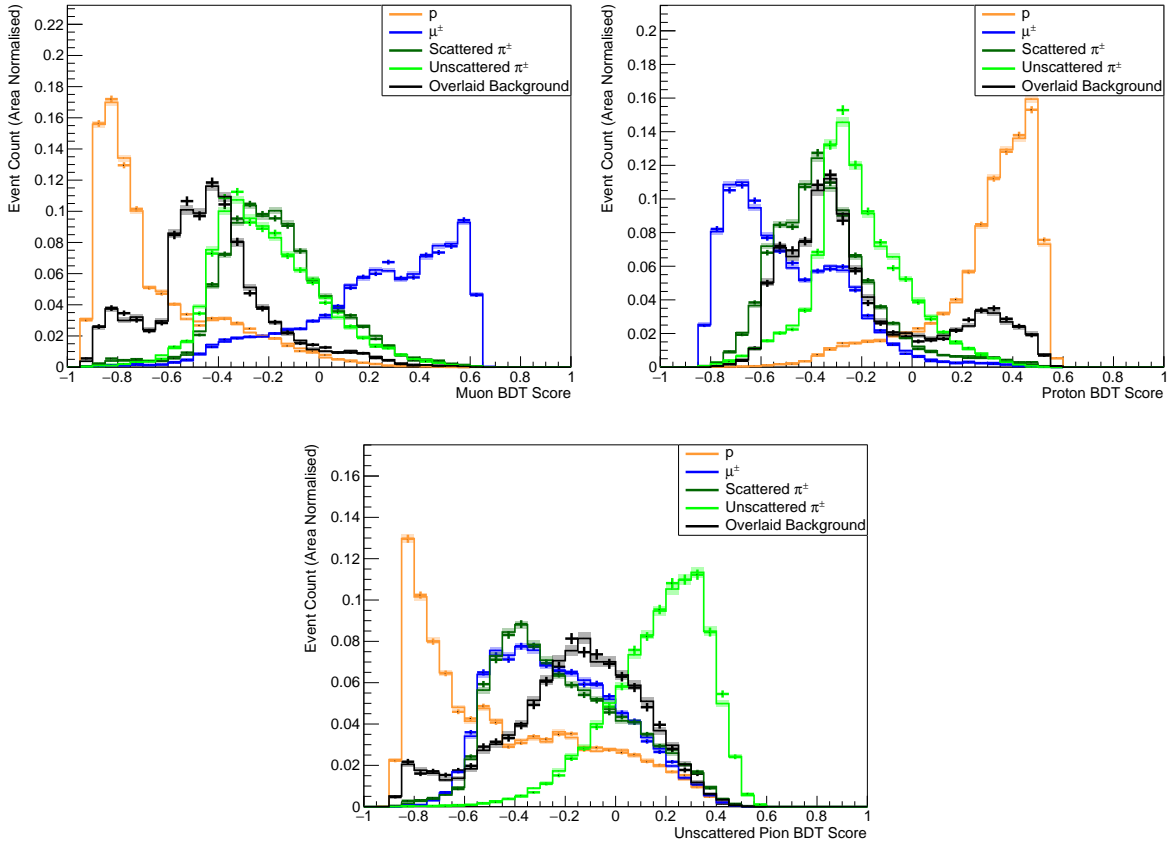 Event Count (Area Normalised)
0.22
0.2
0.18
0.16
0.14
0.12
0.1
0.08
0.06
0.04
0.02
0
p
μ±
Scattered π±
Unscattered π±
Overlaid Background
−1 −0.8 −0.6 −0.4 −0.2 0 0.2 0.4 0.6 0.8 1
Muon BDT Score
Event Count (Area Normalised)
0.2
0.18
0.16
0.14
0.12
0.1
0.08
0.06
0.04
0.02
0
p
μ±
Scattered π±
Unscattered π±
Overlaid Background
−1 −0.8 −0.6 −0.4 −0.2 0 0.2 0.4 0.6 0.8 1
Proton BDT Score
Event Count (Area Normalised)
0.16
0.14
0.12
0.1
0.08
0.06
0.04
0.02
0
p
μ±
Scattered π±
Unscattered π±
Overlaid Background
−1 −0.8 −0.6 −0.4 −0.2 0 0.2 0.4 0.6 0.8 1
Unscattered Pion BDT Score